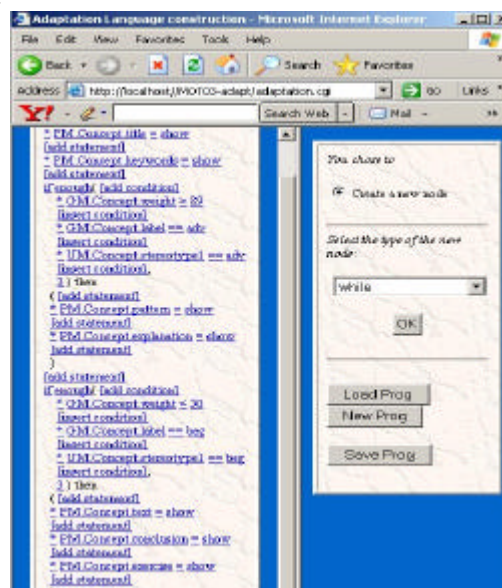 Adaptation Language construction - Microsoft Internet Explorer
File Edit View Favorites Tools Help
Back Search Favorites
Address http://localhost/MOT03-adapt/adaptation.cgi Go Links
Y! Search Web Mail
* PM.Concept.title = show
[add statement]
* PM.Concept.keywords = show
[add statement]
if enough( [add condition]
* GM.Concept.weight >
[insert condition]
* GM.Concept.label == adv
[insert condition]
* UM.Concept.stereotype1 == adv
[insert condition],
3 ) then
( [add statement]
* PM.Concept.pattern = show
[add statement]
* PM.Concept.explanation = show
[add statement]
)
[add statement]
if enough( [add condition]
* GM.Concept.weight < 30
[insert condition]
* GM.Concept.label == beg
[insert condition]
* UM.Concept.stereotype1 == beg
[insert condition],
3 ) then
( [add statement]
* PM.Concept.text = show
[add statement]
* PM.Concept.conclusion = show
[add statement]
* PM.Concept.exercise = show
[add statement]
You chose to
Create a new node
Select the type of the new
node:
while
OK
Load Prog
New Prog
Save Prog